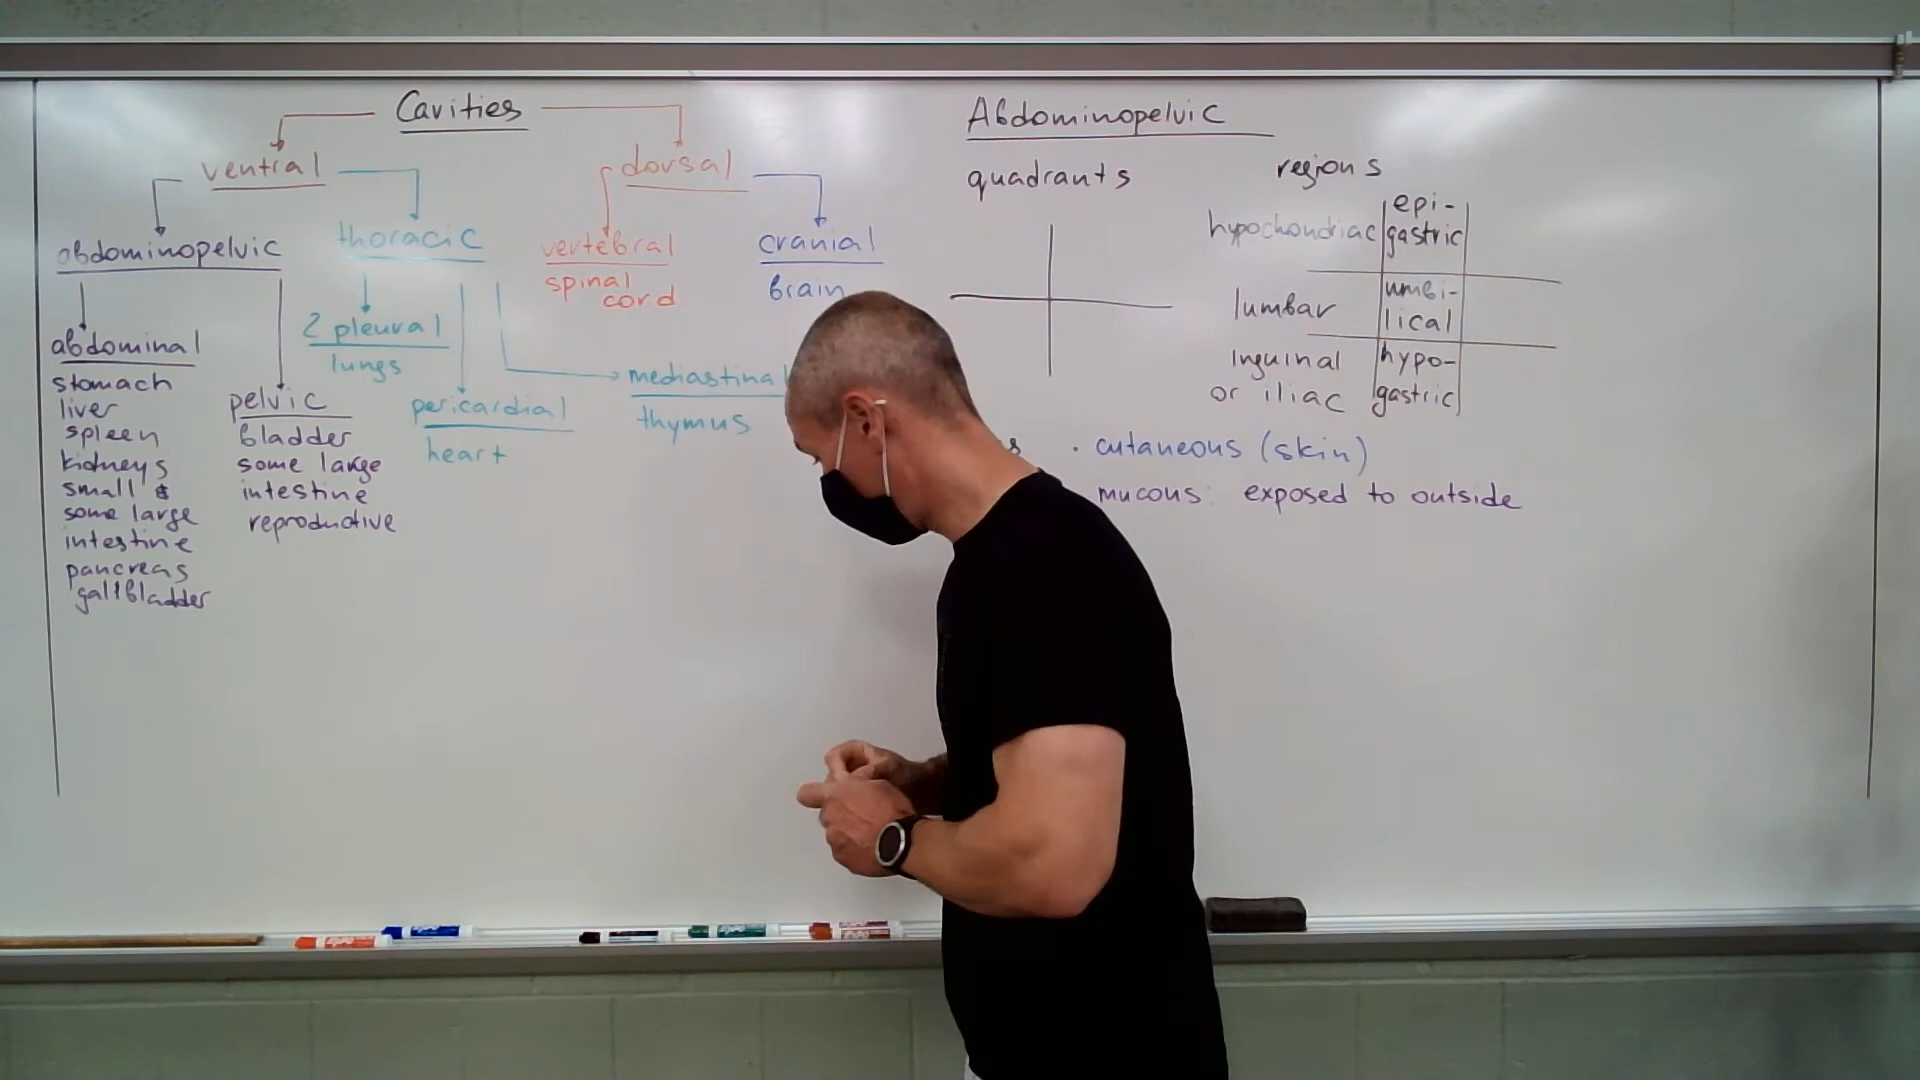 Cavities
ventral
dorsal
abdominopelvic
thoracic
vertebral
spinal
cord
cranial
brain
abdominal
stomach
liver
spleen
kidneys
small &
some large
intestine
pancreas
gallbladder
pelvic
bladder
some large
intestine
reproductive
2 pleural
lungs
pericardial
heart
mediastinal
thymus
Abdominopelvic
quadrants
regions
hypochondriac
epi-
gastric
lumbar
umbi-
lical
Inguinal
or iliac
hypo-
gastric
· cutaneous (skin)
mucous: exposed to outside